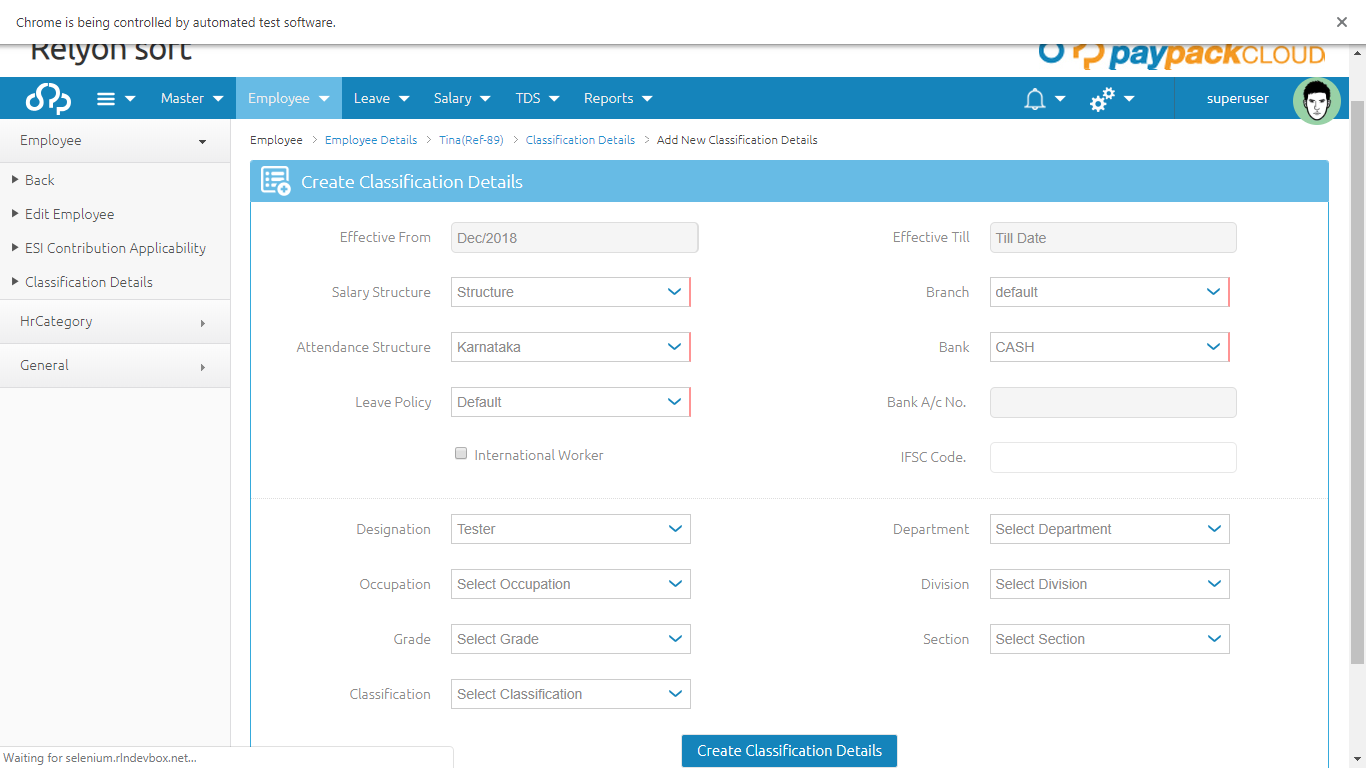 Chrome is being controlled by automated test software.
Relyon sort
paypackCLOUD
Master Employee Leave Salary TDS Reports superuser
Employee
Back
Edit Employee
ESI Contribution Applicability
Classification Details
HrCategory
General
Employee > Employee Details > Tina(Ref-89) > Classification Details > Add New Classification Details
Create Classification Details
Effective From Dec/2018 Effective Till Till Date
Salary Structure Structure Branch default
Attendance Structure Karnataka Bank CASH
Leave Policy Default Bank A/c No.
International Worker IFSC Code.
Designation Tester Department Select Department
Occupation Select Occupation Division Select Division
Grade Select Grade Section Select Section
Classification Select Classification
Create Classification Details
Waiting for selenium.rlndevbox.net...